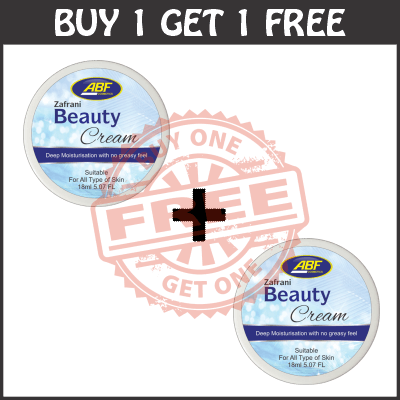 BUY 1 GET 1 FREE
ABF
Zafrani
Beauty
Cream
Deep Moisturisation with no greasy feel
Suitable
For All Type of Skin
18ml 5.07 FL
BUY ONE
FREE
GET ONE
ABF
Zafrani
Beauty
Cream
Deep Moisturisation with no greasy feel
Suitable
For All Type of Skin
18ml 5.07 FL